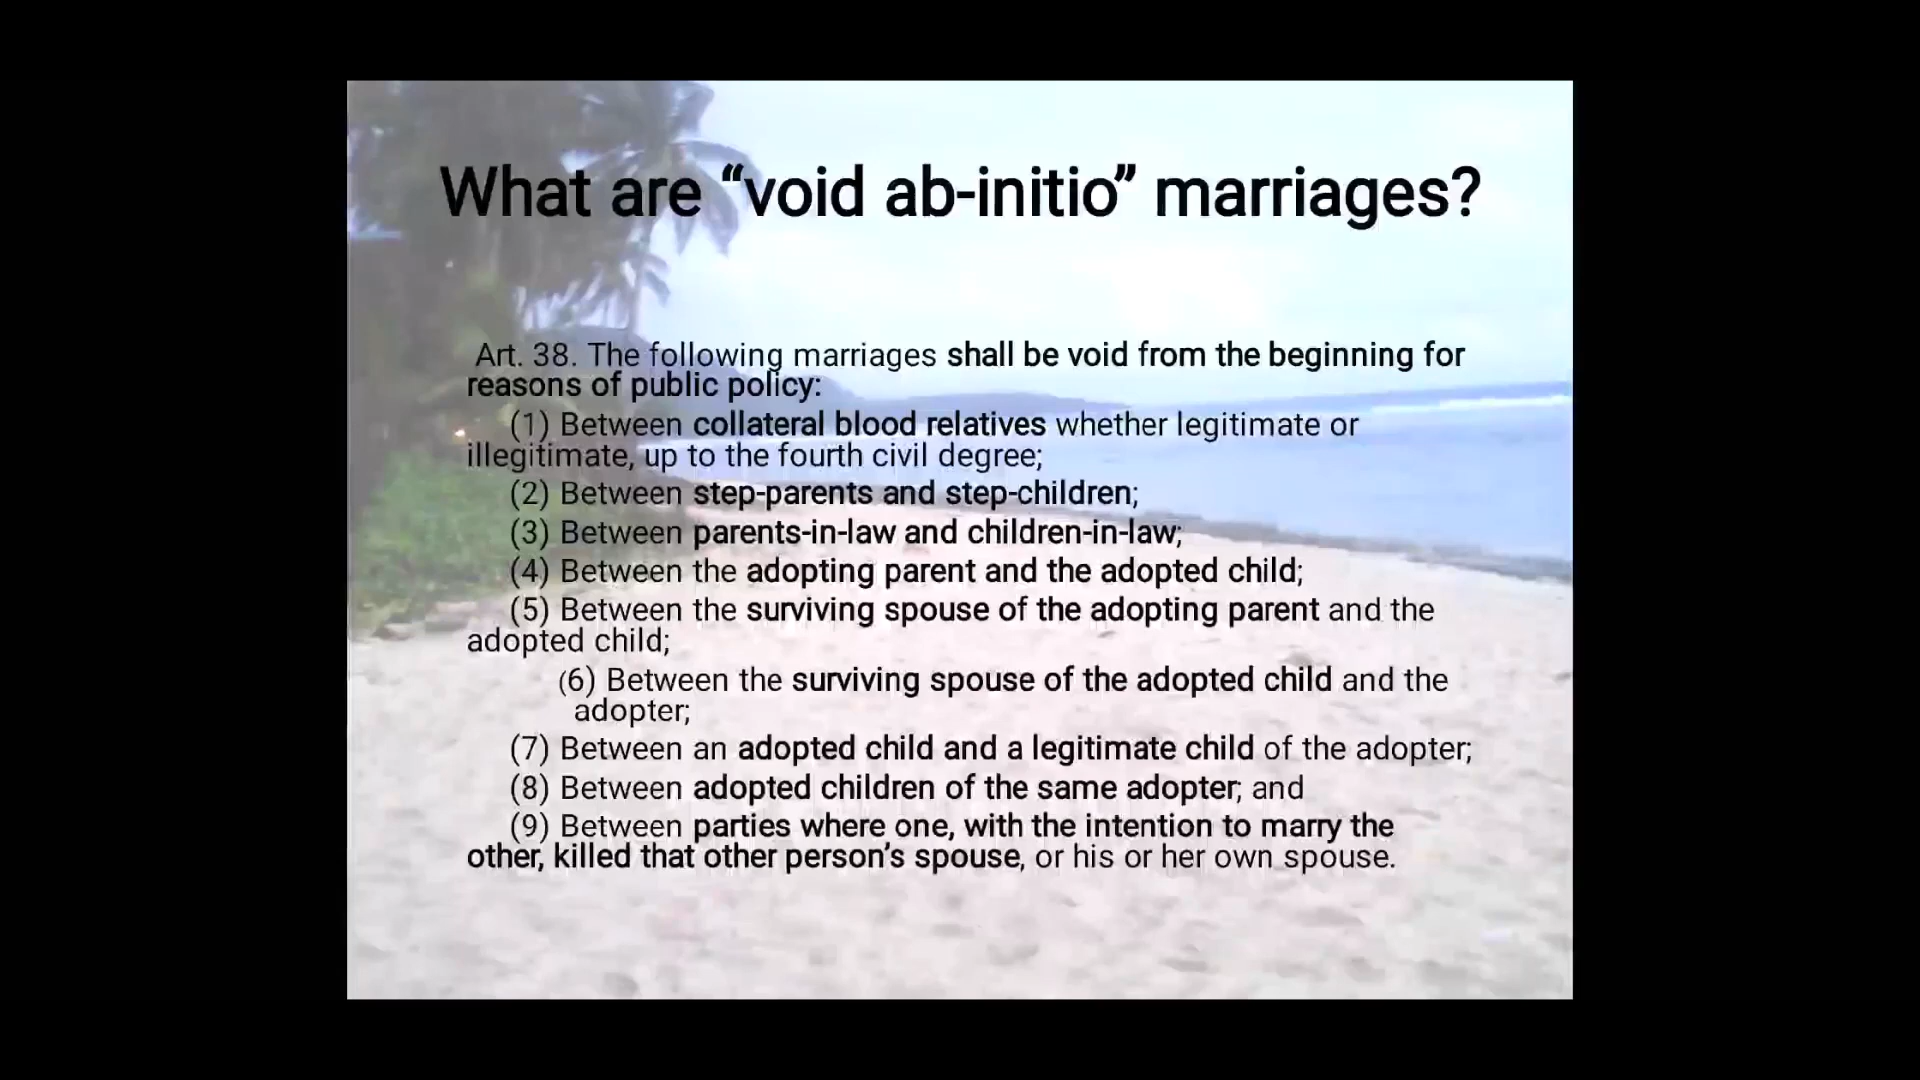 What are “void ab-initio” marriages?
Art. 38. The following marriages shall be void from the beginning for
reasons of public policy:
(1) Between collateral blood relatives whether legitimate or
illegitimate, up to the fourth civil degree;
(2) Between step-parents and step-children;
(3) Between parents-in-law and children-in-law;
(4) Between the adopting parent and the adopted child;
(5) Between the surviving spouse of the adopting parent and the
adopted child;
(6) Between the surviving spouse of the adopted child and the
adopter;
(7) Between an adopted child and a legitimate child of the adopter;
(8) Between adopted children of the same adopter; and
(9) Between parties where one, with the intention to marry the
other, killed that other person’s spouse, or his or her own spouse.